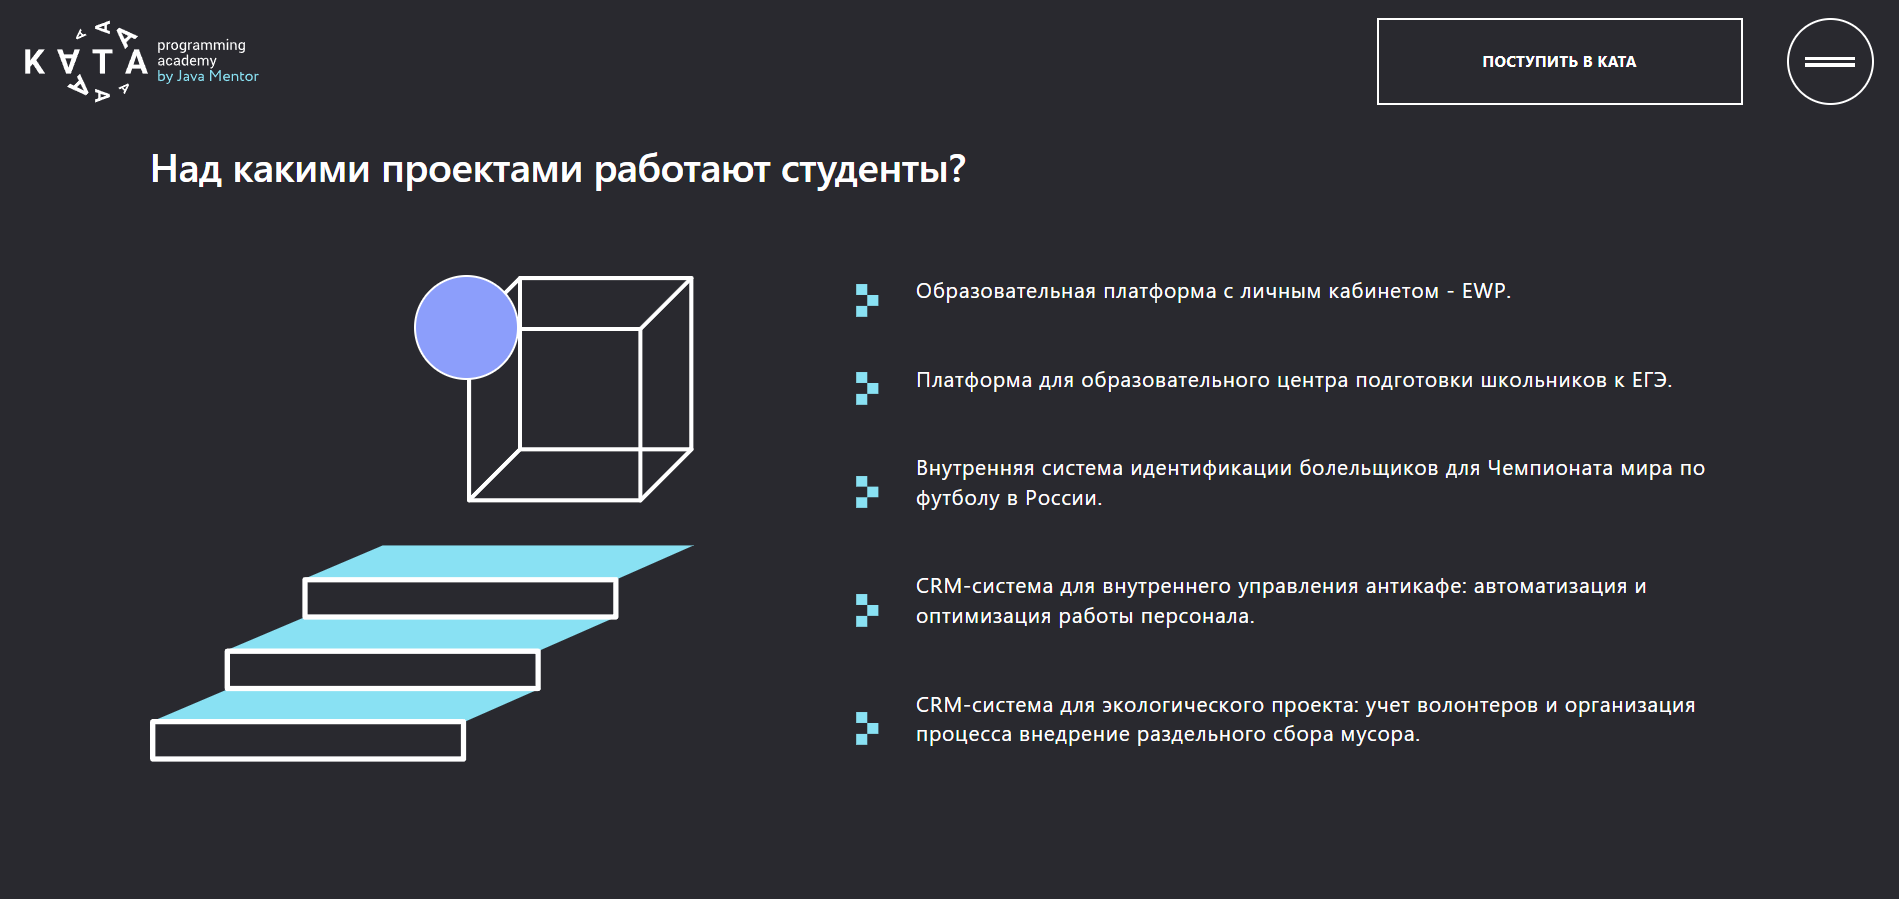 KATA
programming
academy
by Java Mentor
ПОСТУПИТЬ В КАТА
Над какими проектами работают студенты?
Образовательная платформа с личным кабинетом - EWP.
Платформа для образовательного центра подготовки школьников к ЕГЭ.
Внутренняя система идентификации болельщиков для Чемпионата мира по
футболу в России.
CRM-система для внутреннего управления антикафе: автоматизация и
оптимизация работы персонала.
CRM-система для экологического проекта: учет волонтеров и организация
процесса внедрение раздельного сбора мусора.